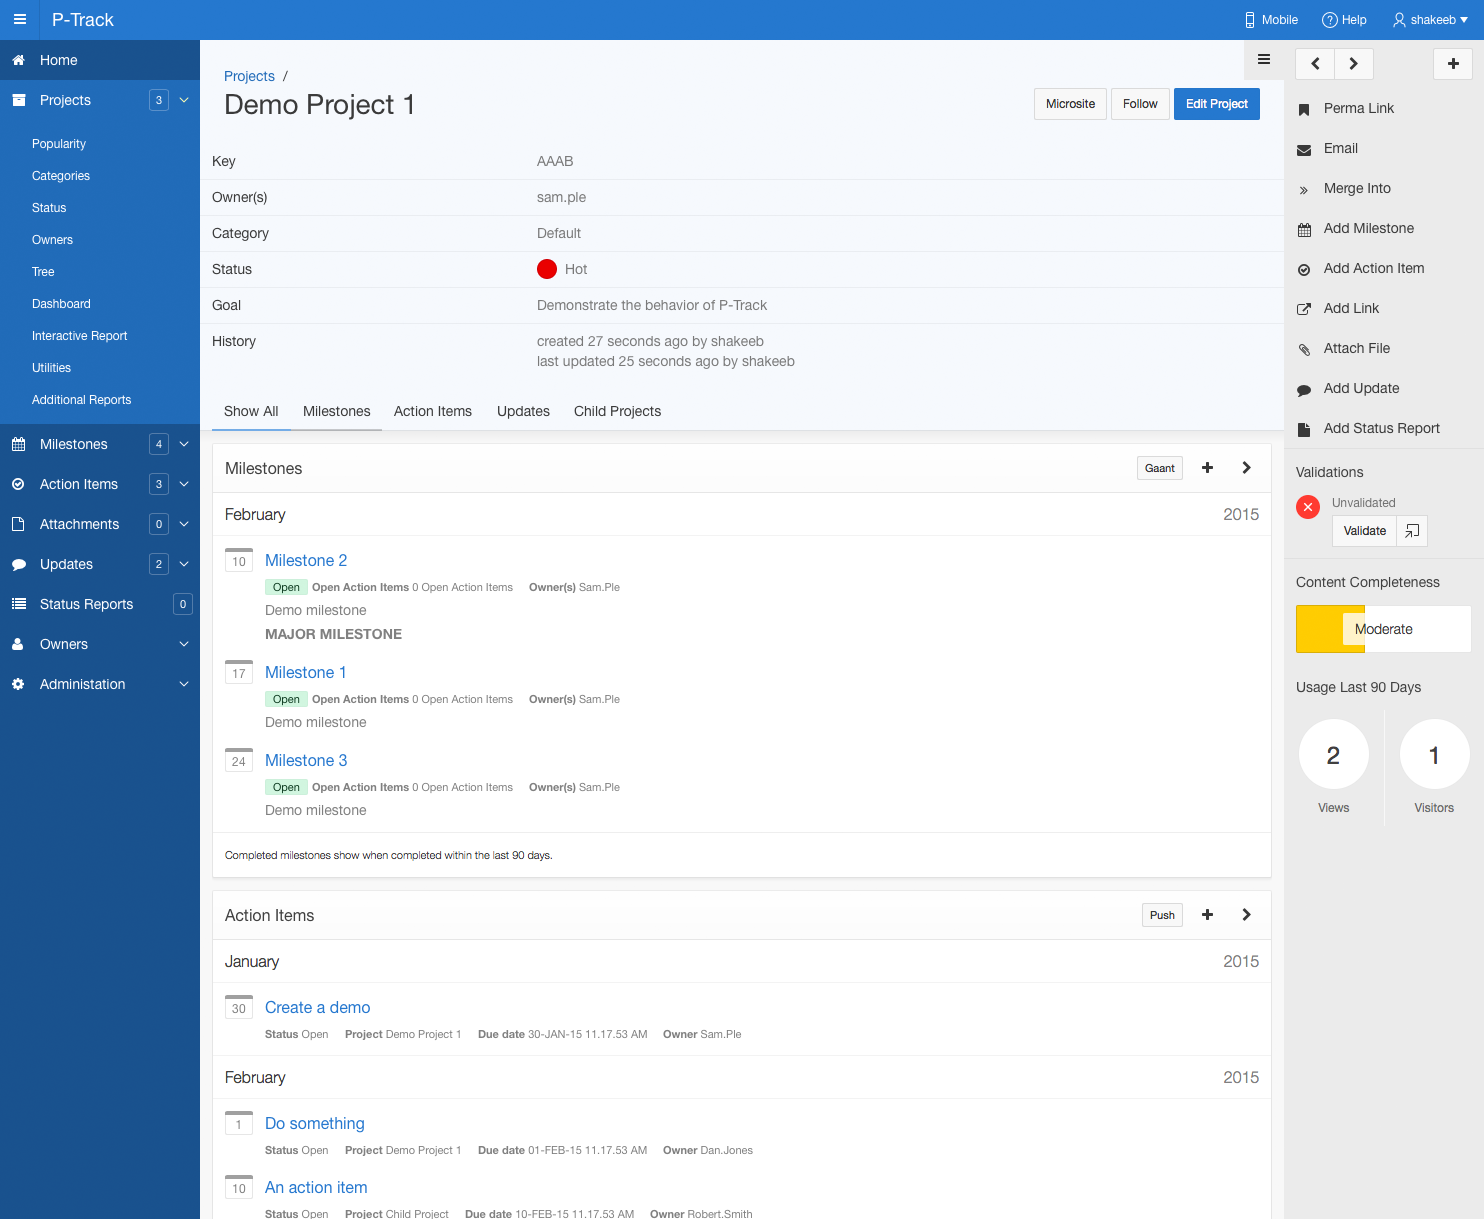 P-Track
Mobile
Help
shakeeb
Home
Projects 3
Popularity
Categories
Status
Owners
Tree
Dashboard
Interactive Report
Utilities
Additional Reports
Milestones 4
Action Items 3
Attachments 0
Updates 2
Status Reports 0
Owners
Administation
Projects /
Demo Project 1
Microsite
Follow
Edit Project
Key AAAB
Owner(s) sam.ple
Category Default
Status Hot
Goal Demonstrate the behavior of P-Track
History created 27 seconds ago by shakeeb
last updated 25 seconds ago by shakeeb
Show All Milestones Action Items Updates Child Projects
Milestones Gaant
February 2015
10 Milestone 2
Open Open Action Items 0 Open Action Items Owner(s) Sam.Ple
Demo milestone
MAJOR MILESTONE
17 Milestone 1
Open Open Action Items 0 Open Action Items Owner(s) Sam.Ple
Demo milestone
24 Milestone 3
Open Open Action Items 0 Open Action Items Owner(s) Sam.Ple
Demo milestone
Completed milestones show when completed within the last 90 days.
Action Items Push
January 2015
30 Create a demo
Status Open Project Demo Project 1 Due date 30-JAN-15 11.17.53 AM Owner Sam.Ple
February 2015
1 Do something
Status Open Project Demo Project 1 Due date 01-FEB-15 11.17.53 AM Owner Dan.Jones
10 An action item
Status Open Project Child Project Due date 10-FEB-15 11.17.53 AM Owner Robert.Smith
Perma Link
Email
Merge Into
Add Milestone
Add Action Item
Add Link
Attach File
Add Update
Add Status Report
Validations
Unvalidated
Validate
Content Completeness
Moderate
Usage Last 90 Days
2 1
Views Visitors